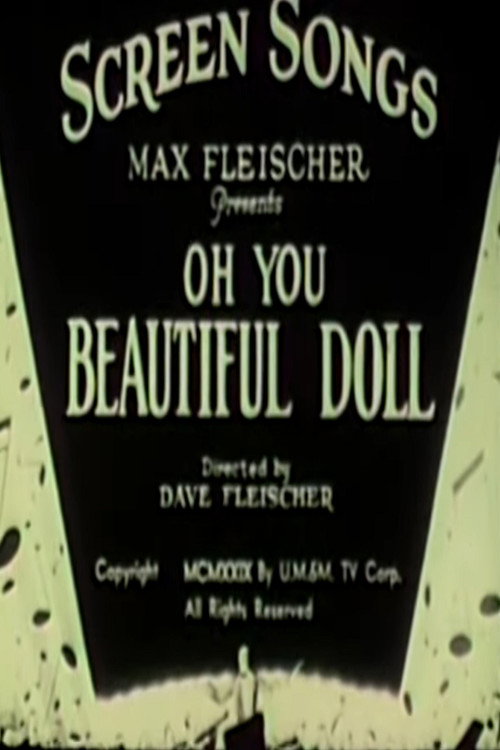 SCREEN SONGS
MAX FLEISCHER
Presents
OH YOU
BEAUTIFUL DOLL
Directed by
DAVE FLEISCHER
Copyright MCMXXIX By U.M.&M. TV Corp.
All Rights Reserved